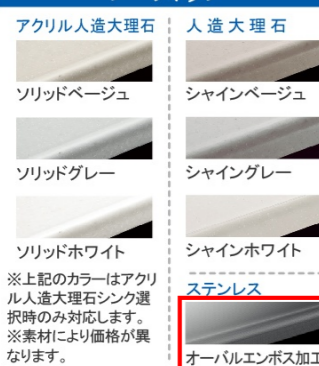 アクリル人造大理石
ソリッドベージュ
ソリッドグレー
ソリッドホワイト
※上記のカラーはアクリ
ル人造大理石シンク選
択時のみ対応します。
※素材により価格が異
なります。
人造大理石
シャインベージュ
シャイングレー
シャインホワイト
ステンレス
オーバルエンボス加工